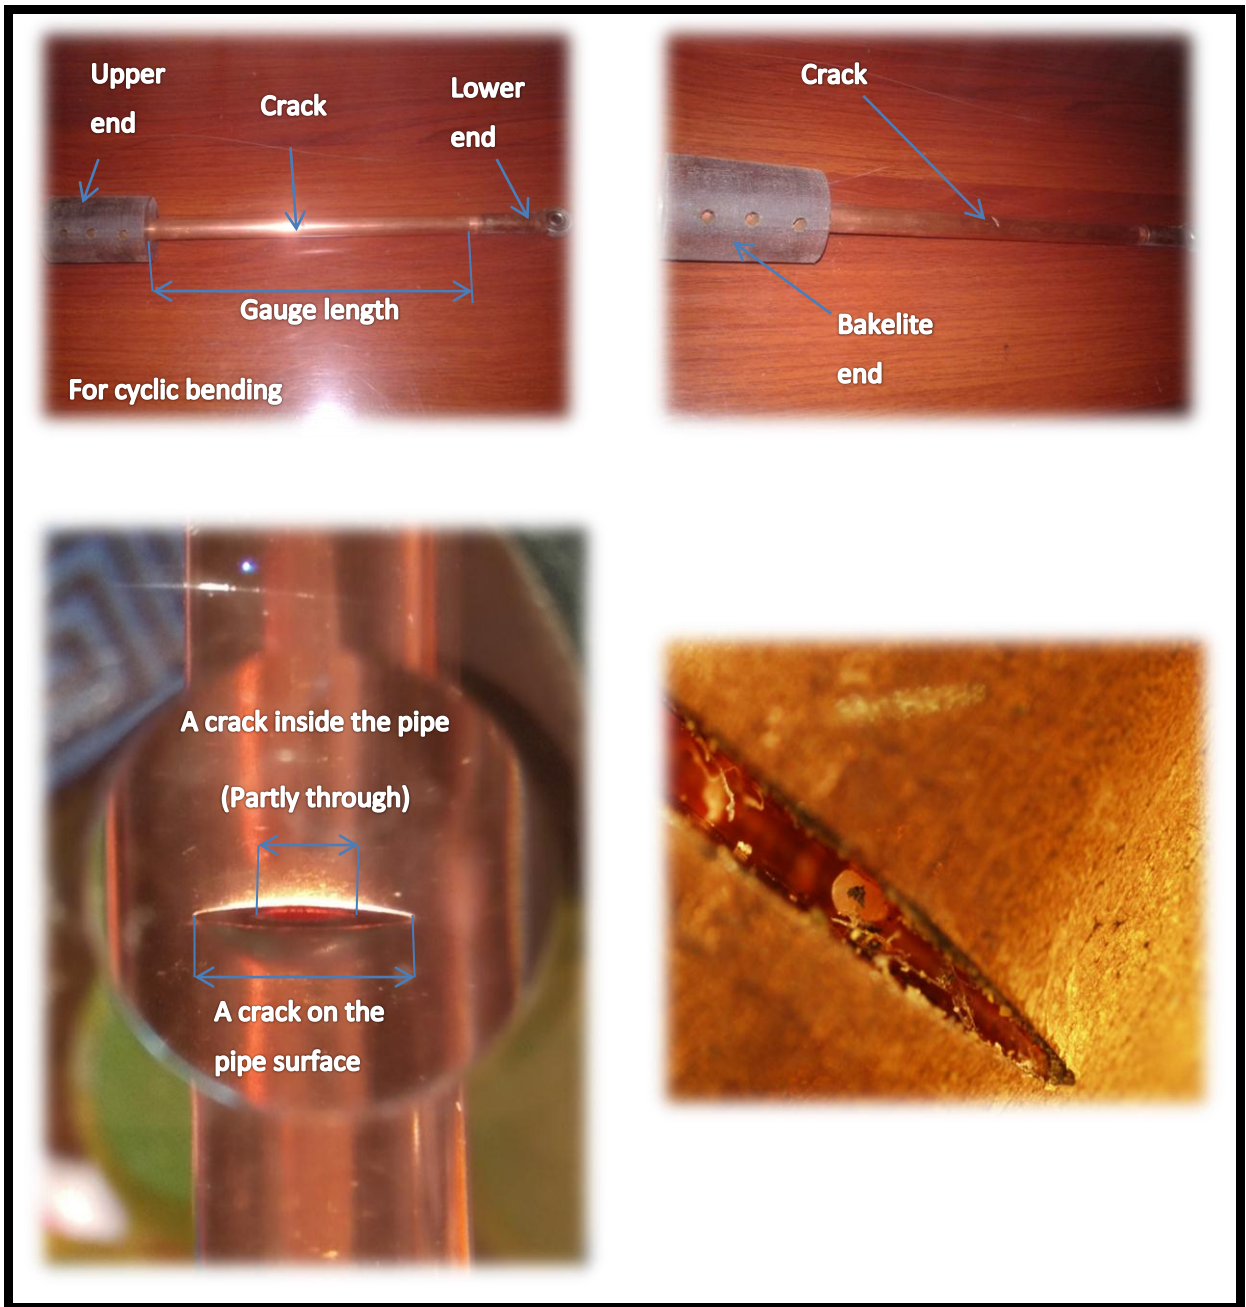 Upper
end
Crack
Lower
end
Gauge length
For cyclic bending
Crack
Bakelite
end
A crack inside the pipe
(Partly through)
A crack on the
pipe surface